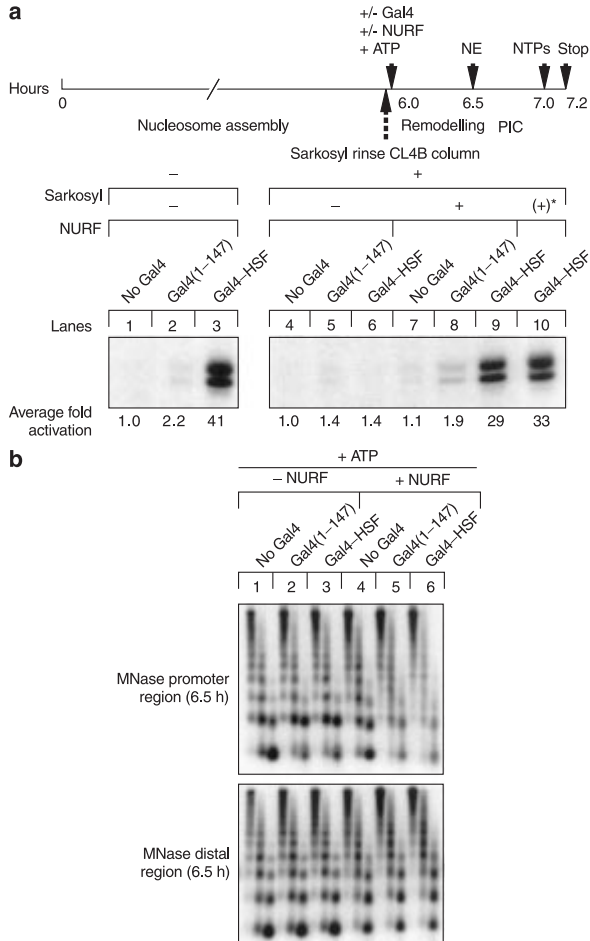 a
+/- Gal4
+/- NURF
+ ATP NE NTPs Stop
Hours
0 6.0 6.5 7.0 7.2
Nucleosome assembly Remodelling PIC
Sarkosyl rinse CL4B column
– +
Sarkosyl
– – + (+)*
NURF
No Gal4 Gal4(1–147) Gal4–HSF No Gal4 Gal4(1–147) Gal4–HSF No Gal4 Gal4(1–147) Gal4–HSF Gal4–HSF
Lanes 1 2 3 4 5 6 7 8 9 10
Average fold
activation
1.0 2.2 41 1.0 1.4 1.4 1.1 1.9 29 33
b
+ ATP
– NURF + NURF
No Gal4 Gal4(1–147) Gal4–HSF No Gal4 Gal4(1–147) Gal4–HSF
1 2 3 4 5 6
MNase promoter
region (6.5 h)
MNase distal
region (6.5 h)